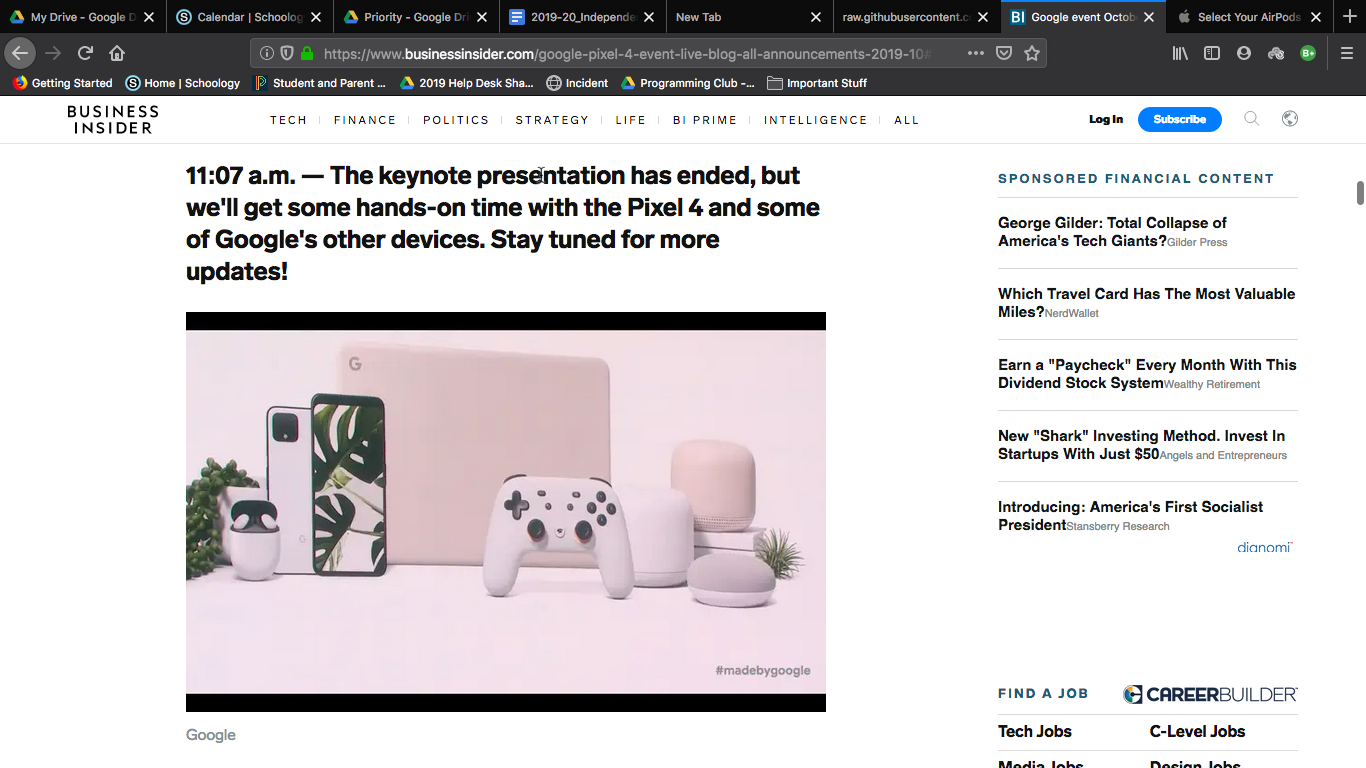 My Drive - Google D
Calendar | Schoolog
Priority - Google Dri
2019-20_Independe
New Tab
raw.githubusercontent.c
Google event Octob
Select Your AirPods
https://www.businessinsider.com/google-pixel-4-event-live-blog-all-announcements-2019-10#
Getting Started
Home | Schoology
Student and Parent ...
2019 Help Desk Sha...
Incident
Programming Club -...
Important Stuff
BUSINESS
INSIDER
TECH
FINANCE
POLITICS
STRATEGY
LIFE
BI PRIME
INTELLIGENCE
ALL
Log In
Subscribe
11:07 a.m. — The keynote presentation has ended, but
we'll get some hands-on time with the Pixel 4 and some
of Google's other devices. Stay tuned for more
updates!
G
#madebygoogle
Google
SPONSORED FINANCIAL CONTENT
George Gilder: Total Collapse of
America's Tech Giants?Gilder Press
Which Travel Card Has The Most Valuable
Miles?NerdWallet
Earn a "Paycheck" Every Month With This
Dividend Stock SystemWealthy Retirement
New "Shark" Investing Method. Invest In
Startups With Just $50Angels and Entrepreneurs
Introducing: America's First Socialist
PresidentStansberry Research
dianomi
FIND A JOB
CAREERBUILDER
Tech Jobs
C-Level Jobs
Media Jobs
Design Jobs